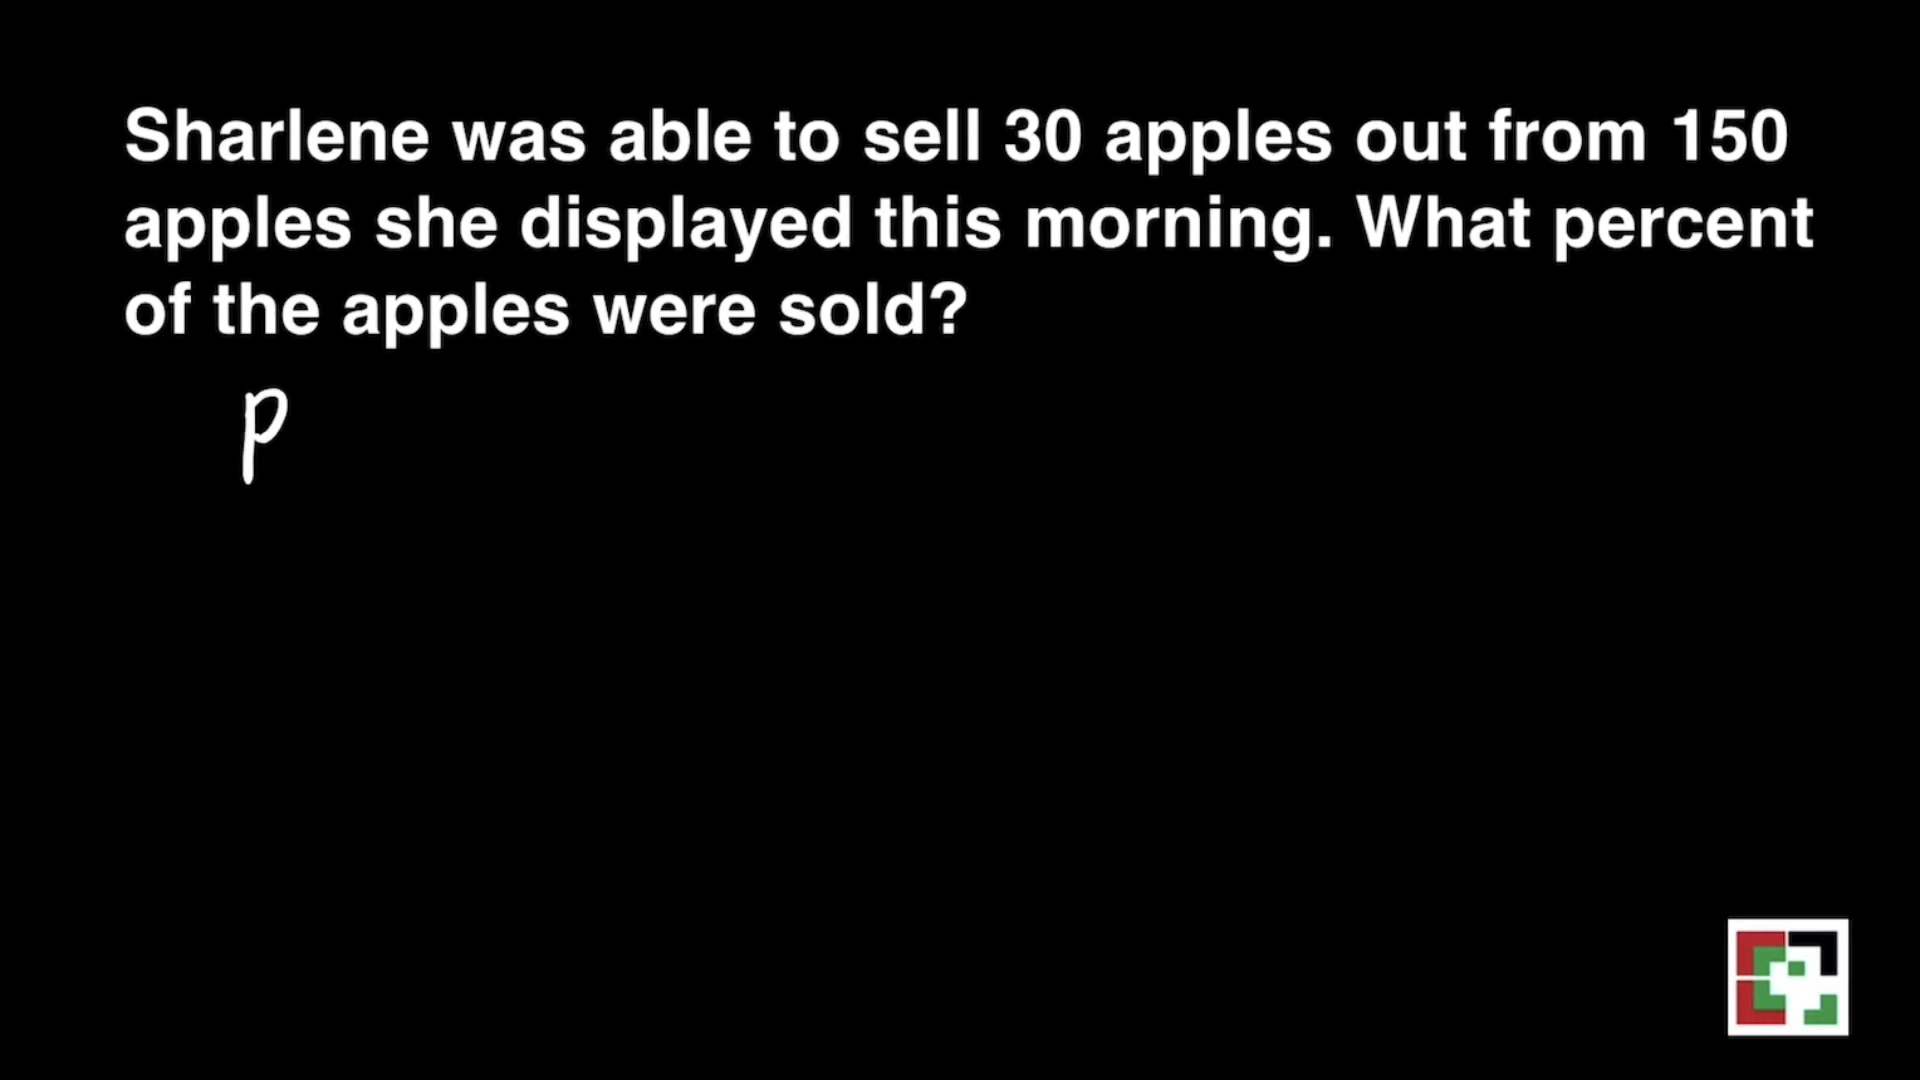 Sharlene was able to sell 30 apples out from 150
apples she displayed this morning. What percent
of the apples were sold?
p